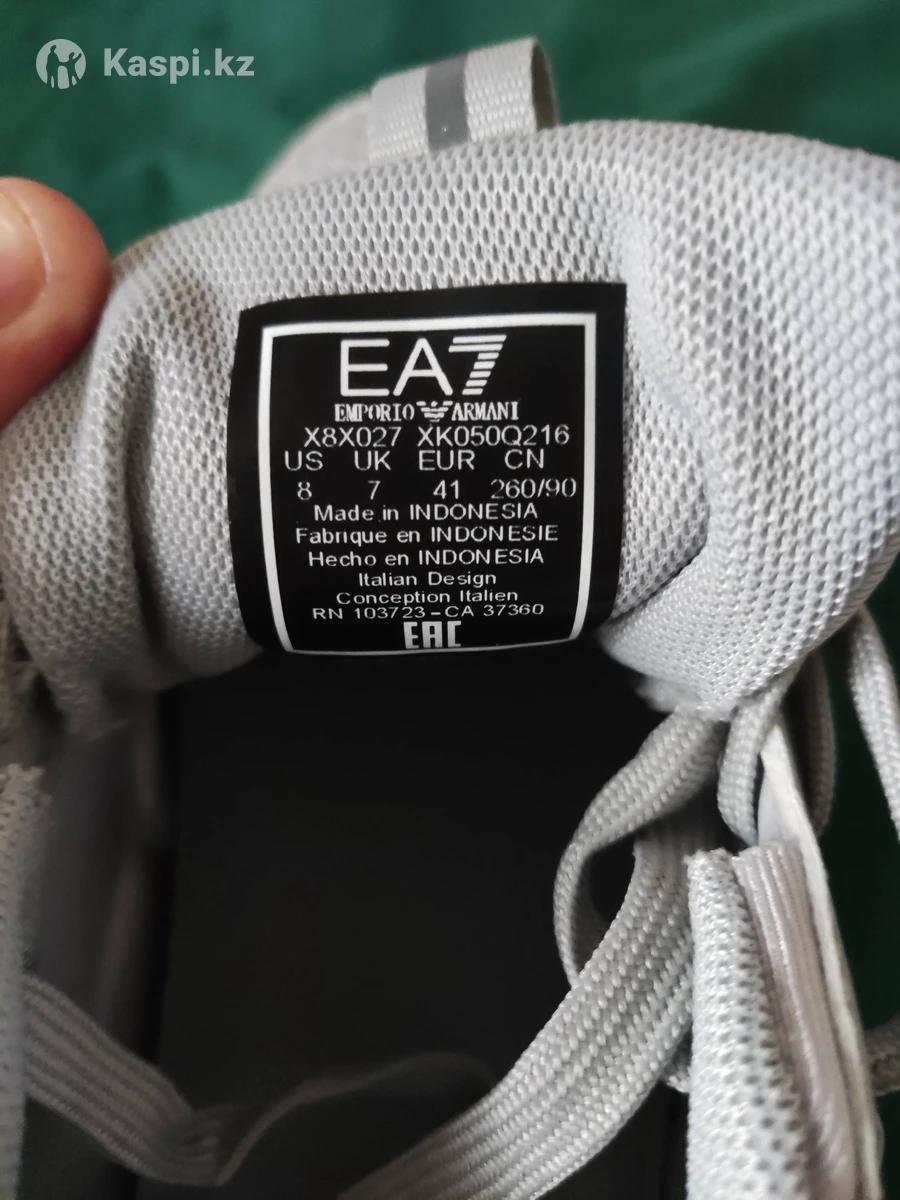 Kaspi.kz
EA7
EMPORIO ARMANI
X8X027 XK050Q216
US UK EUR CN
8 7 41 260/90
Made in INDONESIA
Fabrique en INDONESIE
Hecho en INDONESIA
Italian Design
Conception Italien
RN 103723-CA 37360
EAC